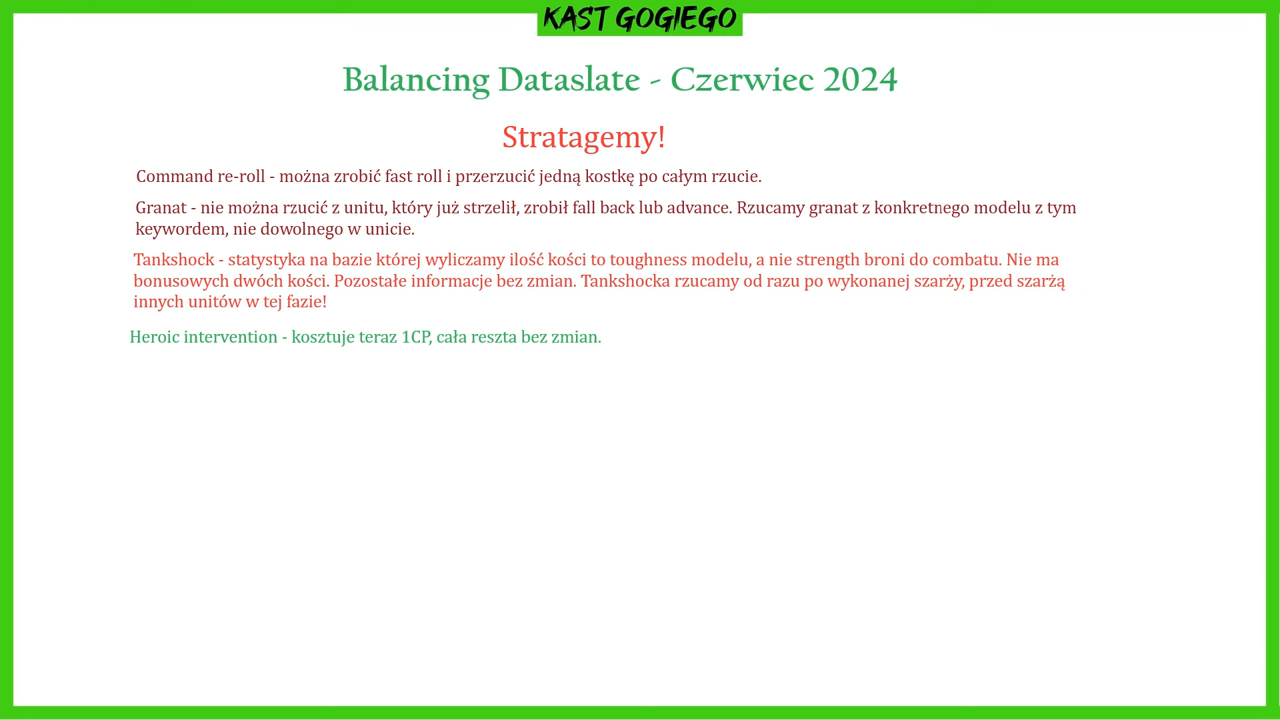 KAST GOGIEGO
Balancing Dataslate - Czerwiec 2024
Stratagemy!
Command re-roll - można zrobić fast roll i przerzucić jedną kostkę po całym rzucie.
Granat - nie można rzucić z unitu, który już strzelił, zrobił fall back lub advance. Rzucamy granat z konkretnego modelu z tym
keywordem, nie dowolnego w unicie.
Tankshock - statystyka na bazie której wyliczamy ilość kości to toughness modelu, a nie strength broni do combatu. Nie ma
bonusowych dwóch kości. Pozostałe informacje bez zmian. Tankshocka rzucamy od razu po wykonanej szarży, przed szarżą
innych unitów w tej fazie!
Heroic intervention - kosztuje teraz 1CP, cała reszta bez zmian.